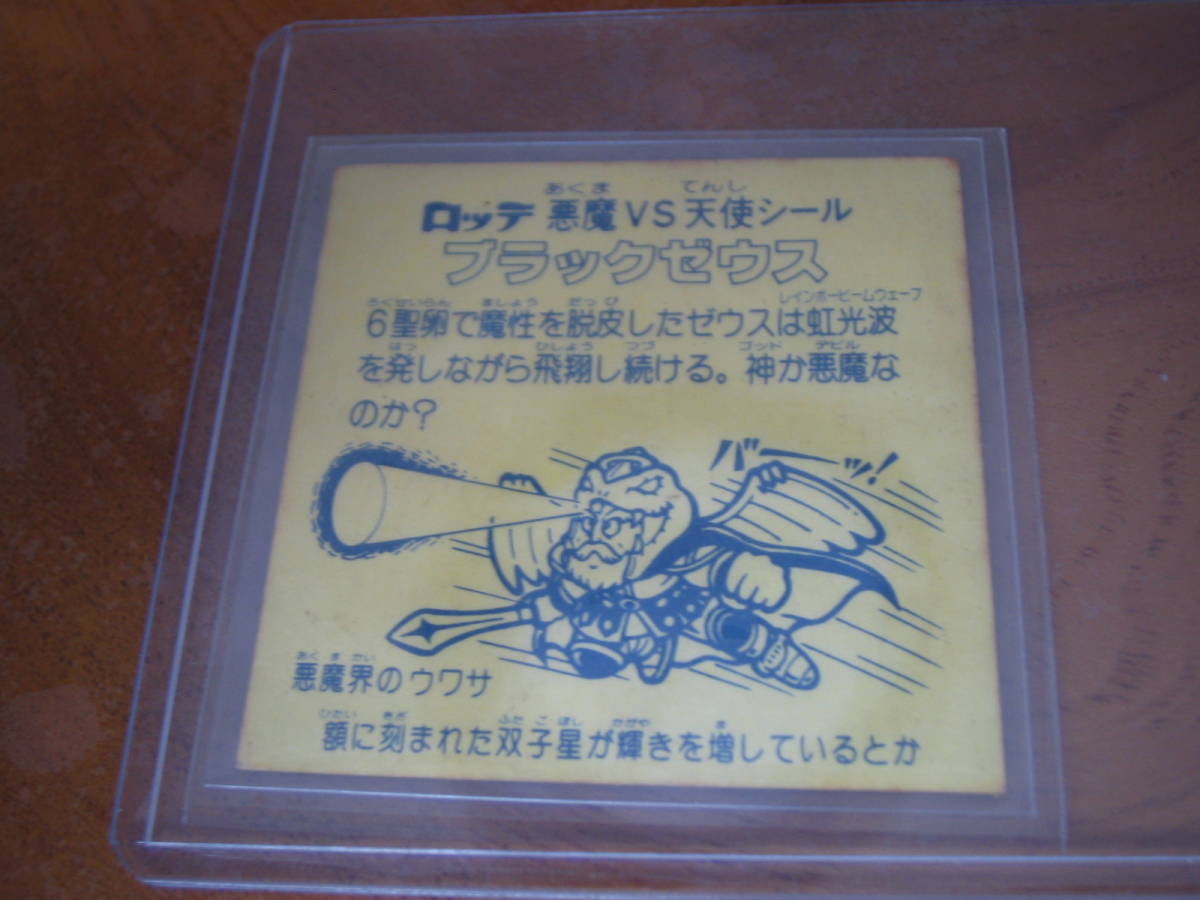 ロッテ 悪魔VS天使シール
ブラックゼウス
6聖卵で魔性を脱皮したゼウスは虹光波
を発しながら飛翔し続ける。神か悪魔な
のか?
バーッ!
悪魔界のウワサ
額に刻まれた双子星が輝きを増しているとか